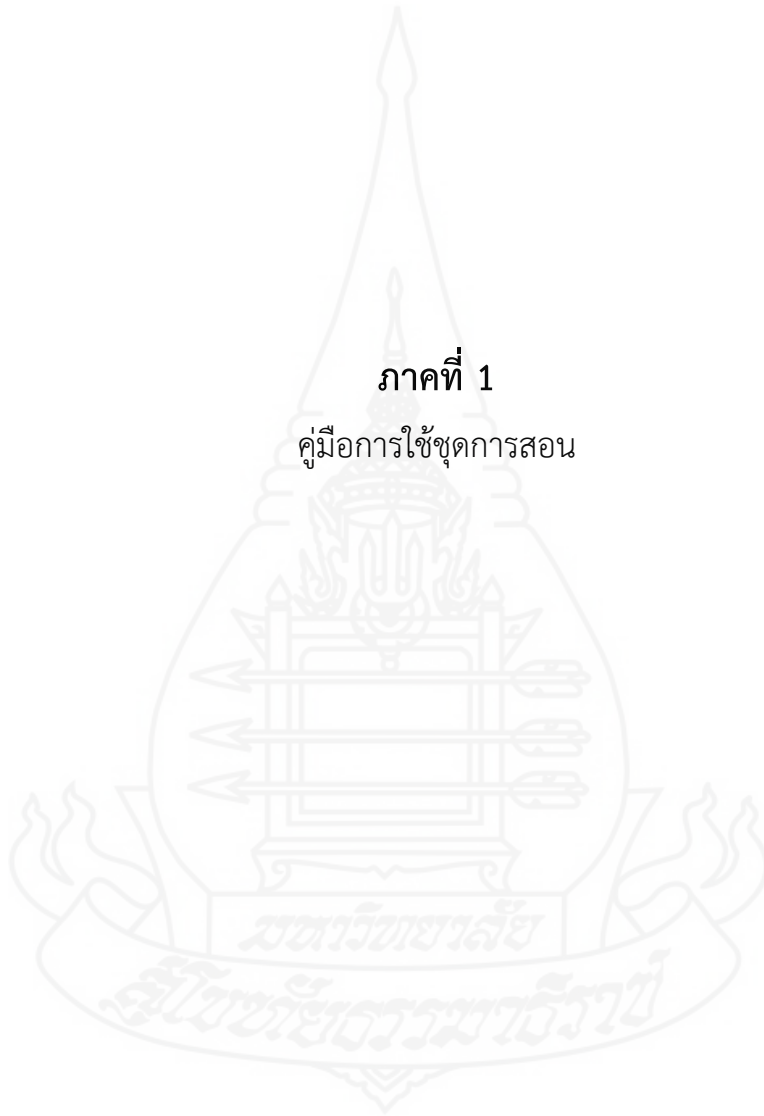 ภาคที่ 1
คู่มือการใช้ชุดการสอน
มหาวิทยาลัย
สุโขทัยธรรมาธิราช